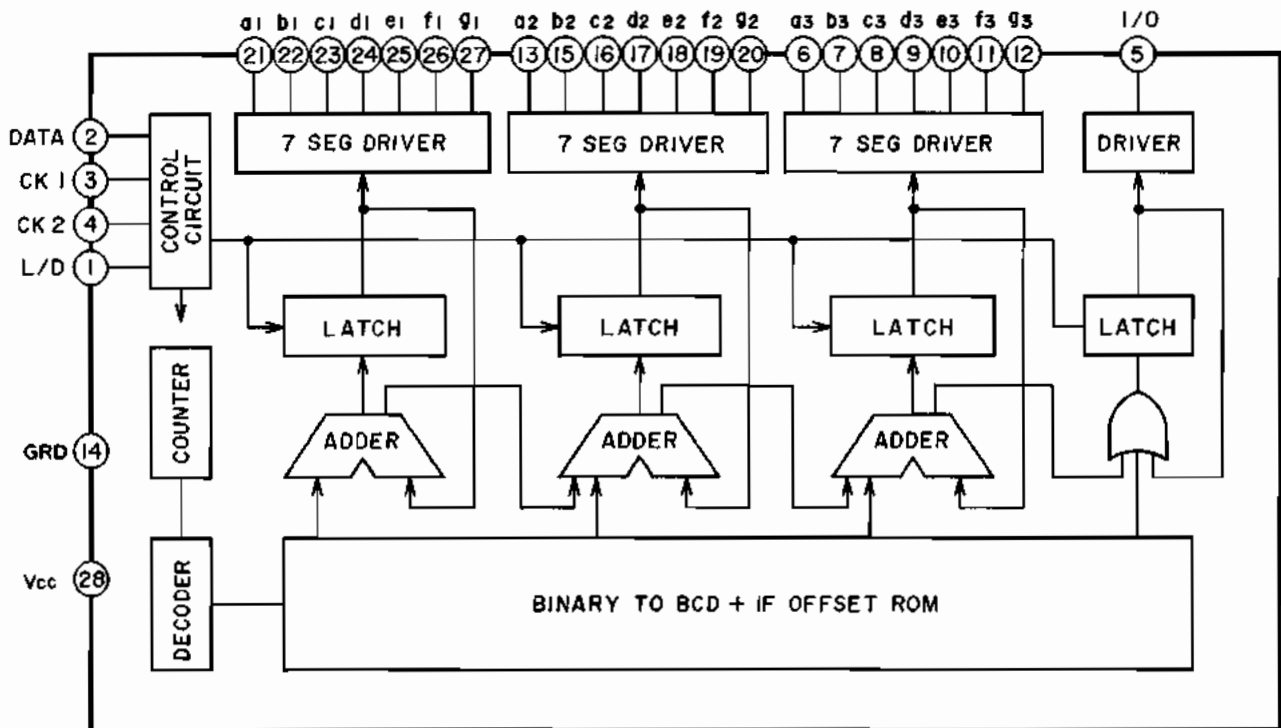 a1 b1 c1 d1 e1 f1 g1 a2 b2 c2 d2 e2 f2 g2 a3 b3 c3 d3 e3 f3 g3 I/O
21 22 23 24 25 26 27 13 15 16 17 18 19 20 6 7 8 9 10 11 12 5
DATA 2
CK 1 3
CK 2 4
L/D 1
CONTROL
CIRCUIT
7 SEG DRIVER 7 SEG DRIVER 7 SEG DRIVER DRIVER
LATCH LATCH LATCH LATCH
COUNTER
GRD 14
ADDER ADDER ADDER
Vcc 28
DECODER
BINARY TO BCD + IF OFFSET ROM